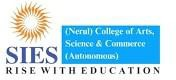 (Nerul) College of Arts,
Science & Commerce
(Autonomous)
SIES
RISE WITH EDUCATION